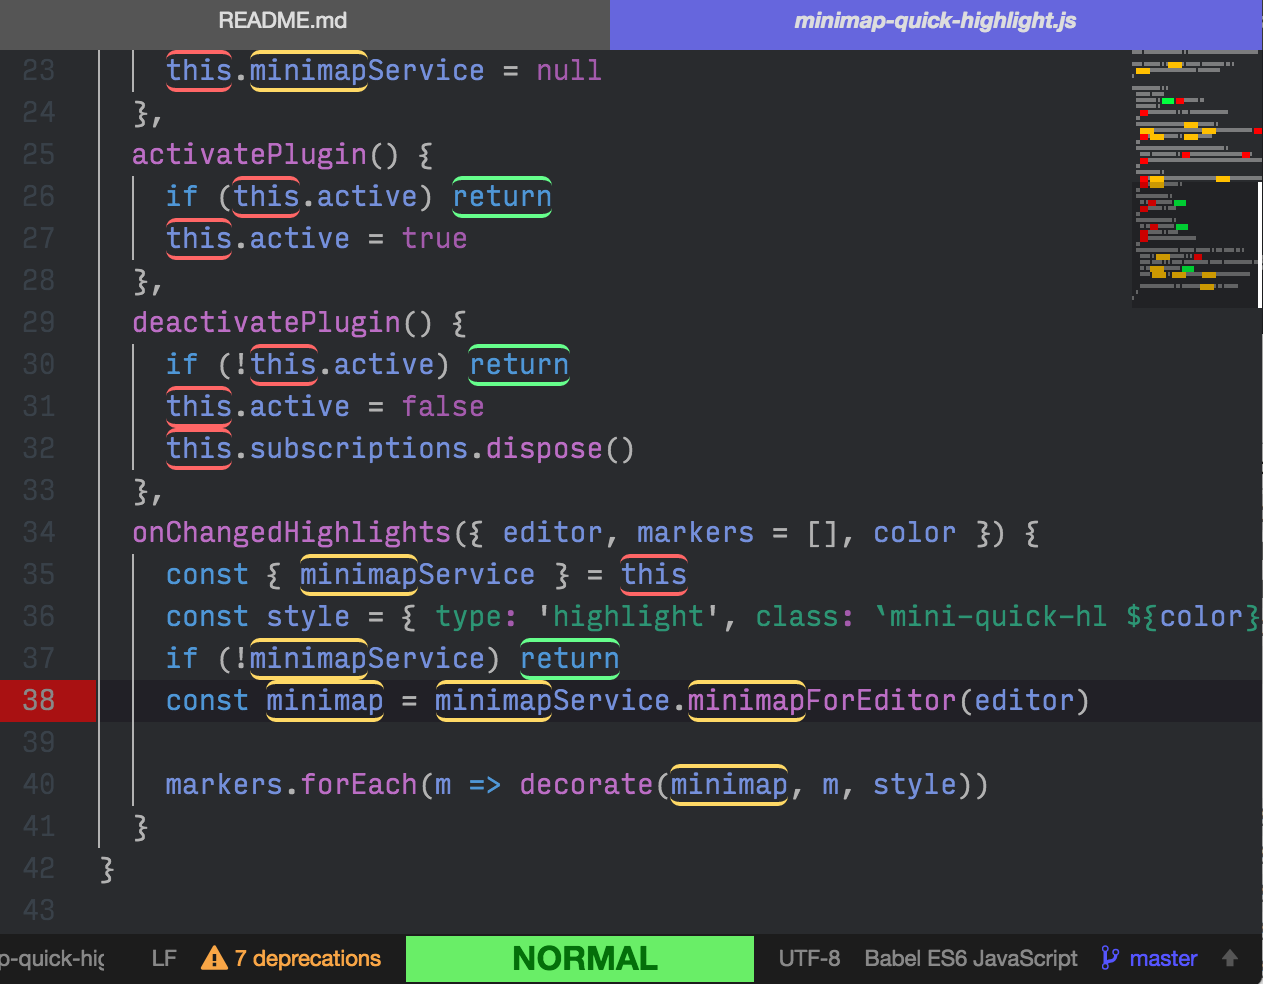 README.md
minimap-quick-highlight.js
23 this.minimapService = null
24 },
25 activatePlugin() {
26 if (this.active) return
27 this.active = true
28 },
29 deactivatePlugin() {
30 if (!this.active) return
31 this.active = false
32 this.subscriptions.dispose()
33 },
34 onChangedHighlights({ editor, markers = [], color }) {
35 const { minimapService } = this
36 const style = { type: 'highlight', class: `mini-quick-hl ${color}
37 if (!minimapService) return
38 const minimap = minimapService.minimapForEditor(editor)
39
40 markers.forEach(m => decorate(minimap, m, style))
41 }
42 }
43
p-quick-hig LF 7 deprecations NORMAL UTF-8 Babel ES6 JavaScript master